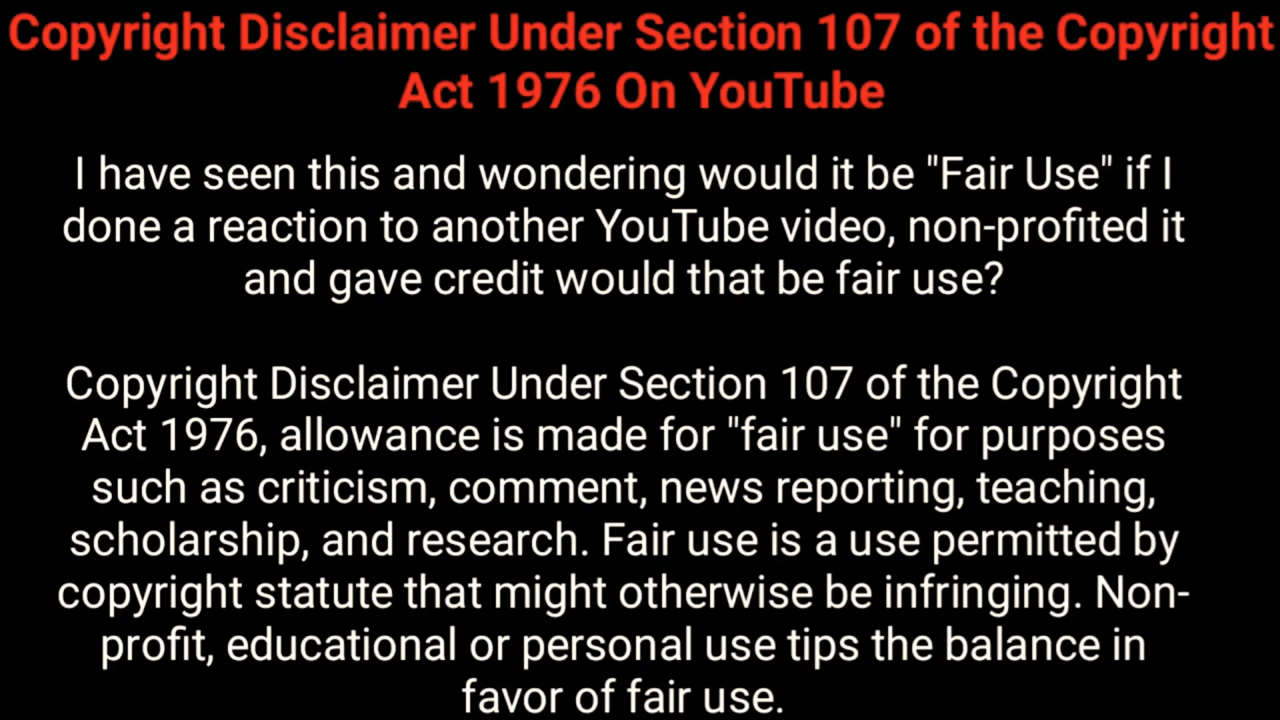 Copyright Disclaimer Under Section 107 of the Copyright
Act 1976 On YouTube
I have seen this and wondering would it be "Fair Use" if I
done a reaction to another YouTube video, non-profited it
and gave credit would that be fair use?
Copyright Disclaimer Under Section 107 of the Copyright
Act 1976, allowance is made for "fair use" for purposes
such as criticism, comment, news reporting, teaching,
scholarship, and research. Fair use is a use permitted by
copyright statute that might otherwise be infringing. Non-
profit, educational or personal use tips the balance in
favor of fair use.